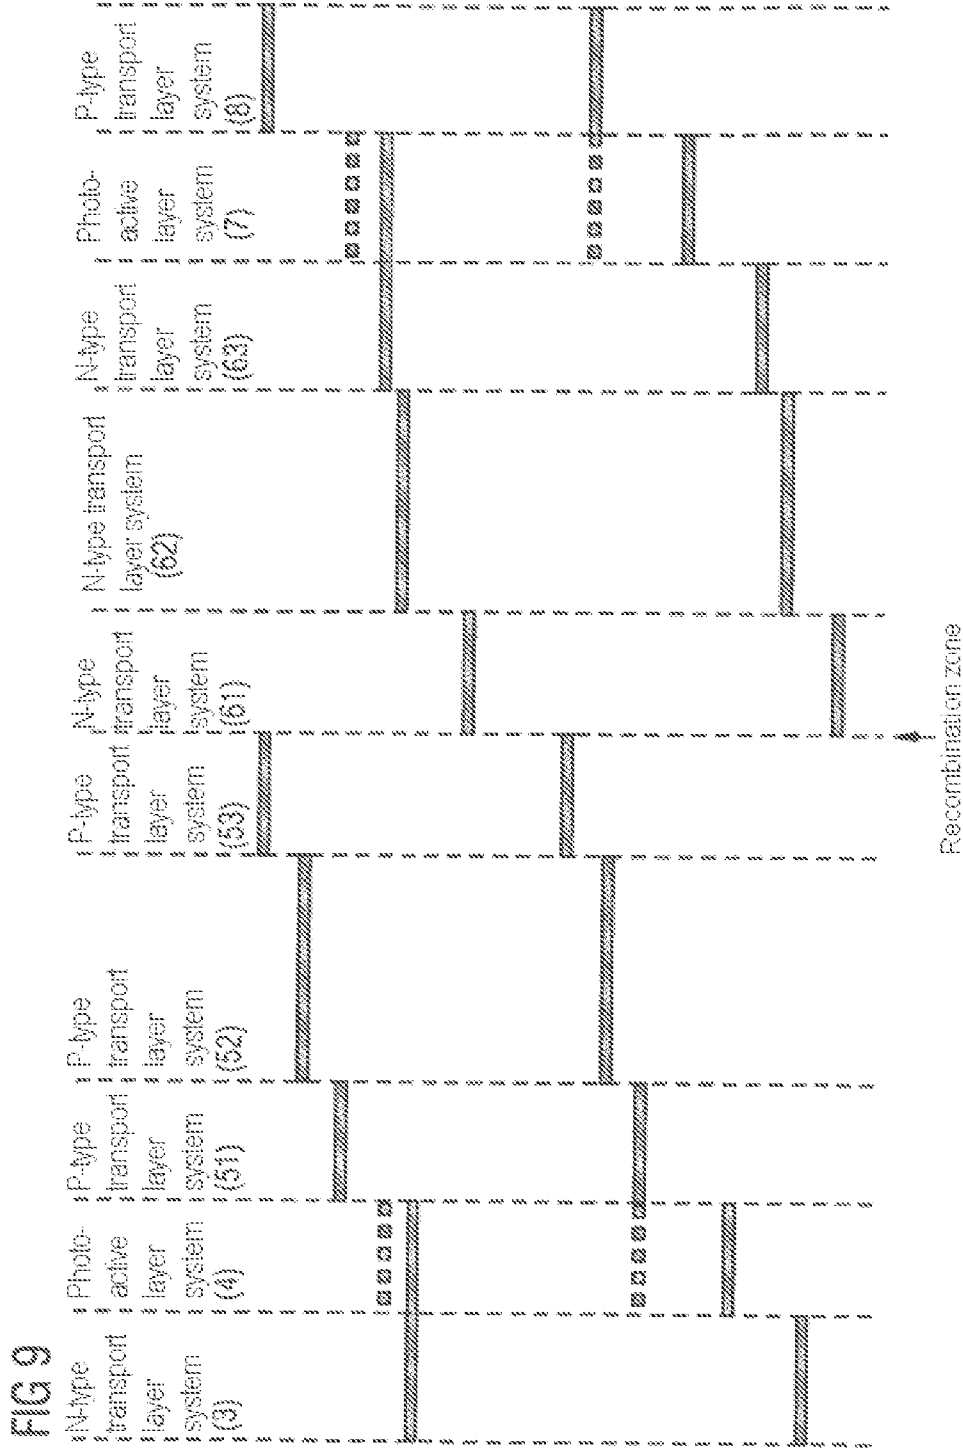 FIG 9
N-type
transport
layer
system
(3)
Photo-
active
layer
system
(4)
P-type
transport
layer
system
(51)
P-type
transport
layer
system
(52)
P-type
transport
layer
system
(53)
N-type
transport
layer
system
(61)
N-type transport
layer system
(62)
N-type
transport
layer
system
(63)
Photo-
active
layer
system
(7)
P-type
transport
layer
system
(8)
Recombination zone